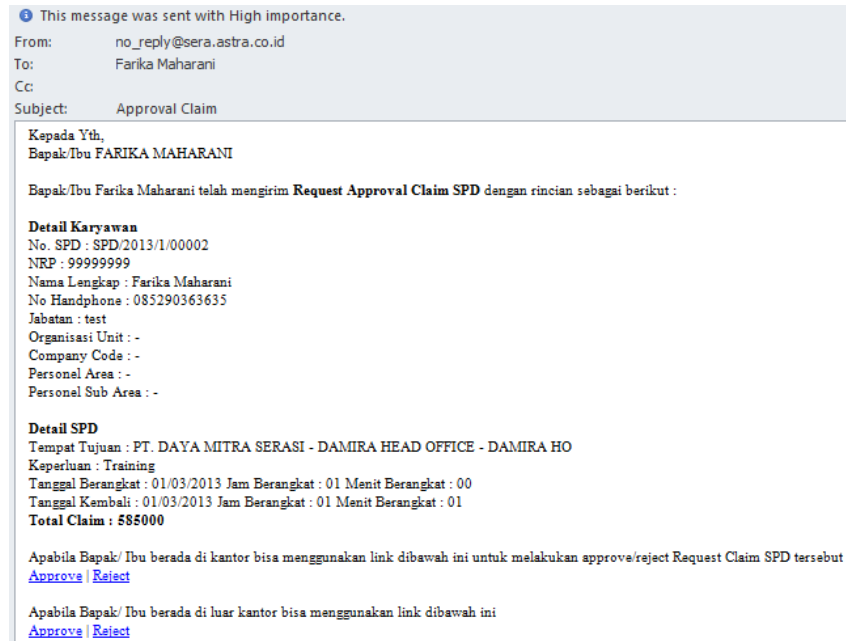 This message was sent with High importance.
From: no_reply@sera.astra.co.id
To: Farika Maharani
Cc:
Subject: Approval Claim
Kepada Yth,
Bapak/Ibu FARIKA MAHARANI
Bapak/Ibu Farika Maharani telah mengirim Request Approval Claim SPD dengan rincian sebagai berikut :
Detail Karyawan
No. SPD : SPD/2013/1/00002
NRP : 99999999
Nama Lengkap : Farika Maharani
No Handphone : 085290363635
Jabatan : test
Organisasi Unit : -
Company Code : -
Personel Area : -
Personel Sub Area : -
Detail SPD
Tempat Tujuan : PT. DAYA MITRA SERASI - DAMIRA HEAD OFFICE - DAMIRA HO
Keperluan : Training
Tanggal Berangkat : 01/03/2013 Jam Berangkat : 01 Menit Berangkat : 00
Tanggal Kembali : 01/03/2013 Jam Berangkat : 01 Menit Berangkat : 01
Total Claim : 585000
Apabila Bapak/ Ibu berada di kantor bisa menggunakan link dibawah ini untuk melakukan approve/reject Request Claim SPD tersebut
Approve | Reject
Apabila Bapak/ Ibu berada di luar kantor bisa menggunakan link dibawah ini
Approve | Reject